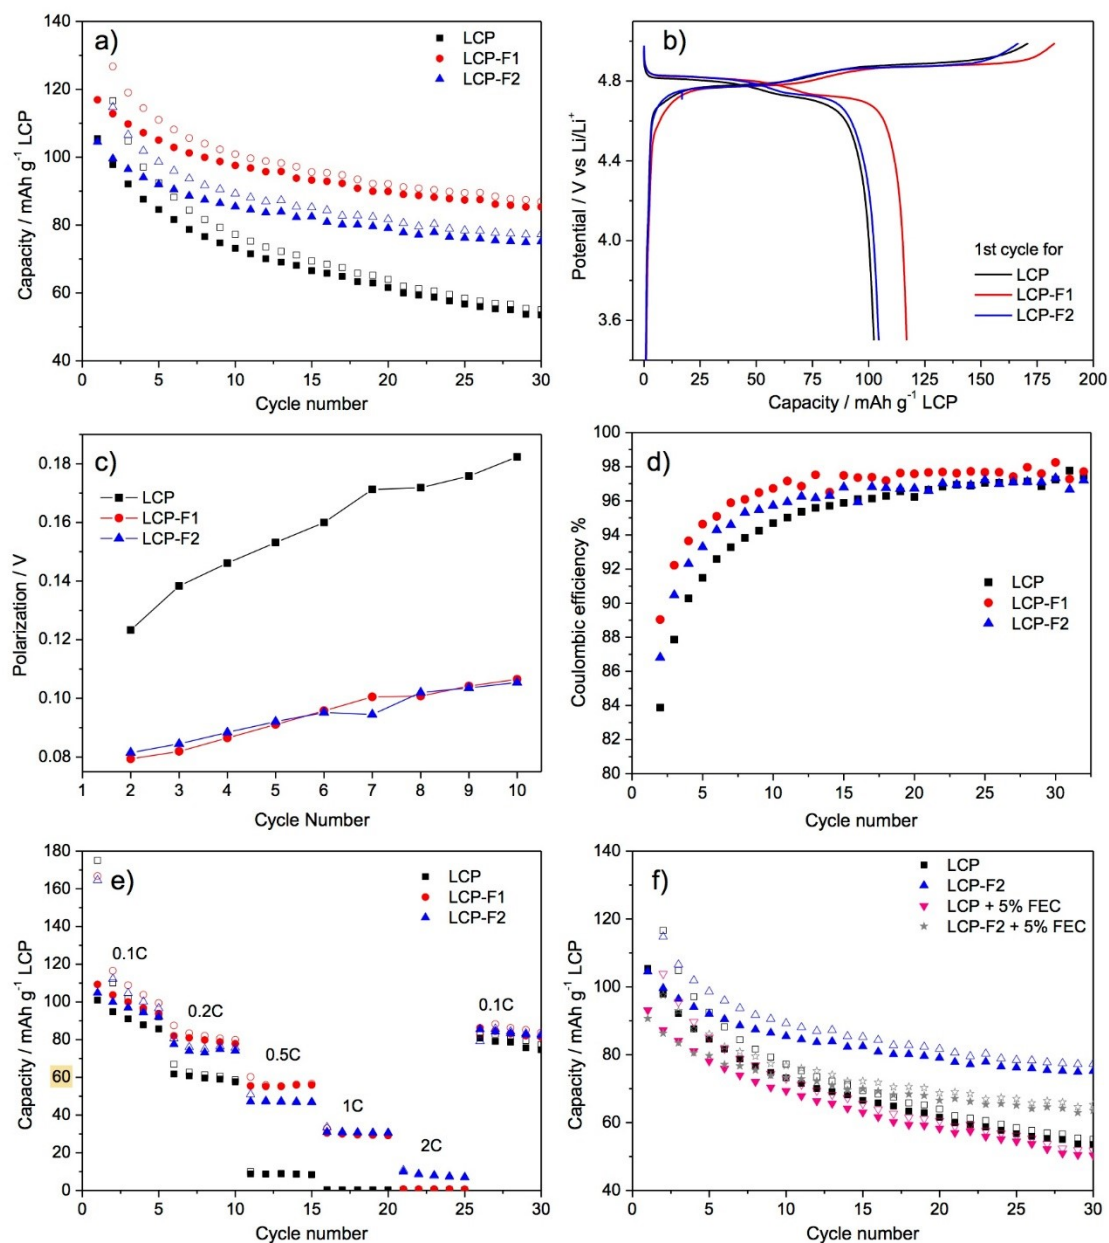 a)
LCP
LCP-F1
LCP-F2
140
120
100
80
60
40
0
5
10
15
20
25
30
Capacity / mAh g⁻¹ LCP
Cycle number
b)
4.8
4.4
4.0
3.6
0
25
50
75
100
125
150
175
200
Potential / V vs Li/Li⁺
1st cycle for
LCP
LCP-F1
LCP-F2
Capacity / mAh g⁻¹ LCP
c)
LCP
LCP-F1
LCP-F2
0.18
0.16
0.14
0.12
0.10
0.08
1
2
3
4
5
6
7
8
9
10
Polarization / V
Cycle Number
d)
98
96
94
92
90
88
86
84
82
80
0
5
10
15
20
25
30
Coulombic efficiency %
LCP
LCP-F1
LCP-F2
Cycle number
e)
LCP
LCP-F1
LCP-F2
180
160
140
120
100
80
60
40
20
0
0.1C
0.2C
0.5C
1C
2C
0.1C
0
5
10
15
20
25
30
Capacity / mAh g⁻¹ LCP
Cycle number
f)
LCP
LCP-F2
LCP + 5% FEC
LCP-F2 + 5% FEC
140
120
100
80
60
40
0
5
10
15
20
25
30
Capacity / mAh g⁻¹ LCP
Cycle number